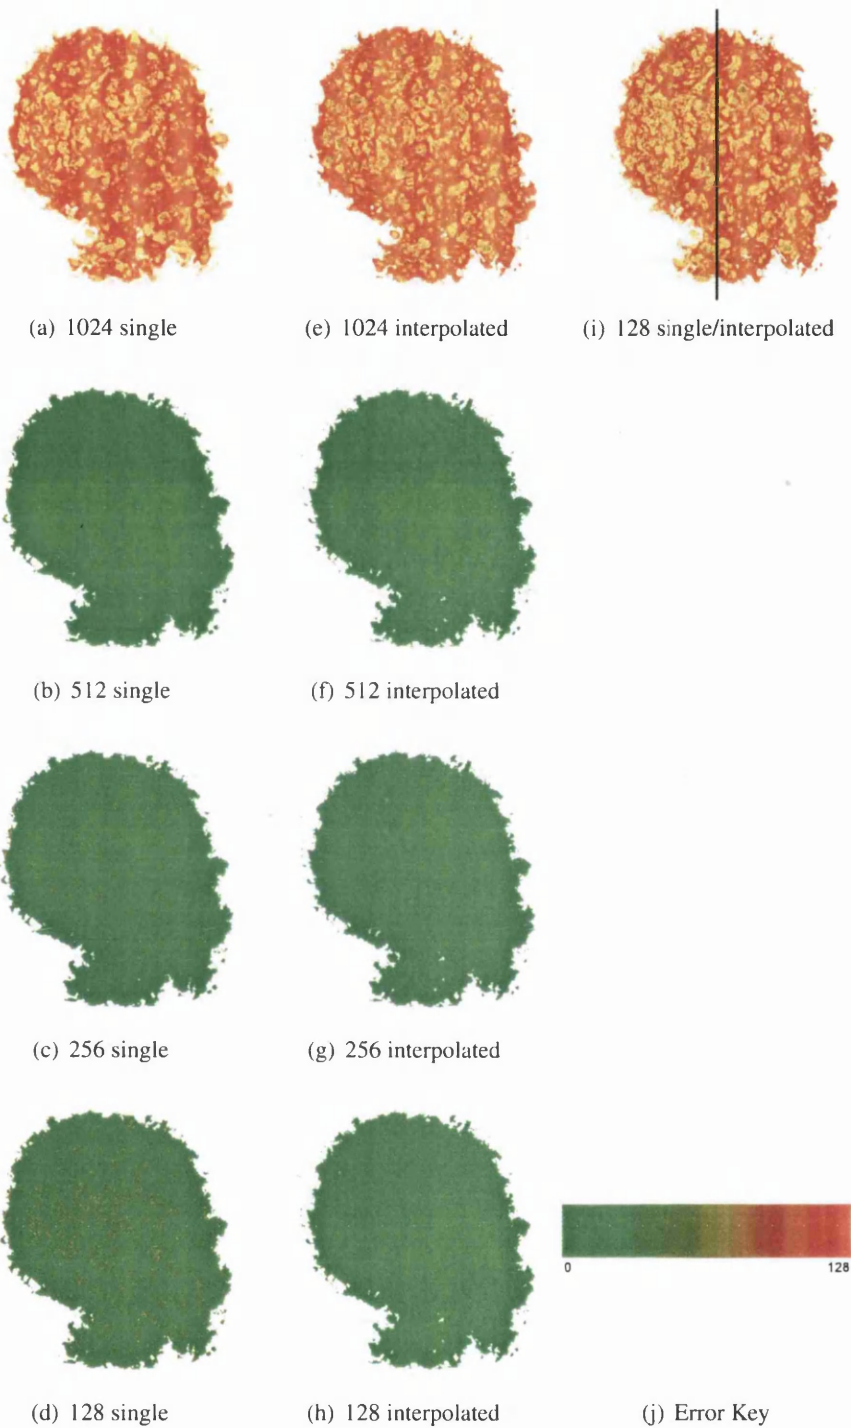 (a) 1024 single
(e) 1024 interpolated
(i) 128 single/interpolated
(b) 512 single
(f) 512 interpolated
(c) 256 single
(g) 256 interpolated
0
128
(d) 128 single
(h) 128 interpolated
(j) Error Key